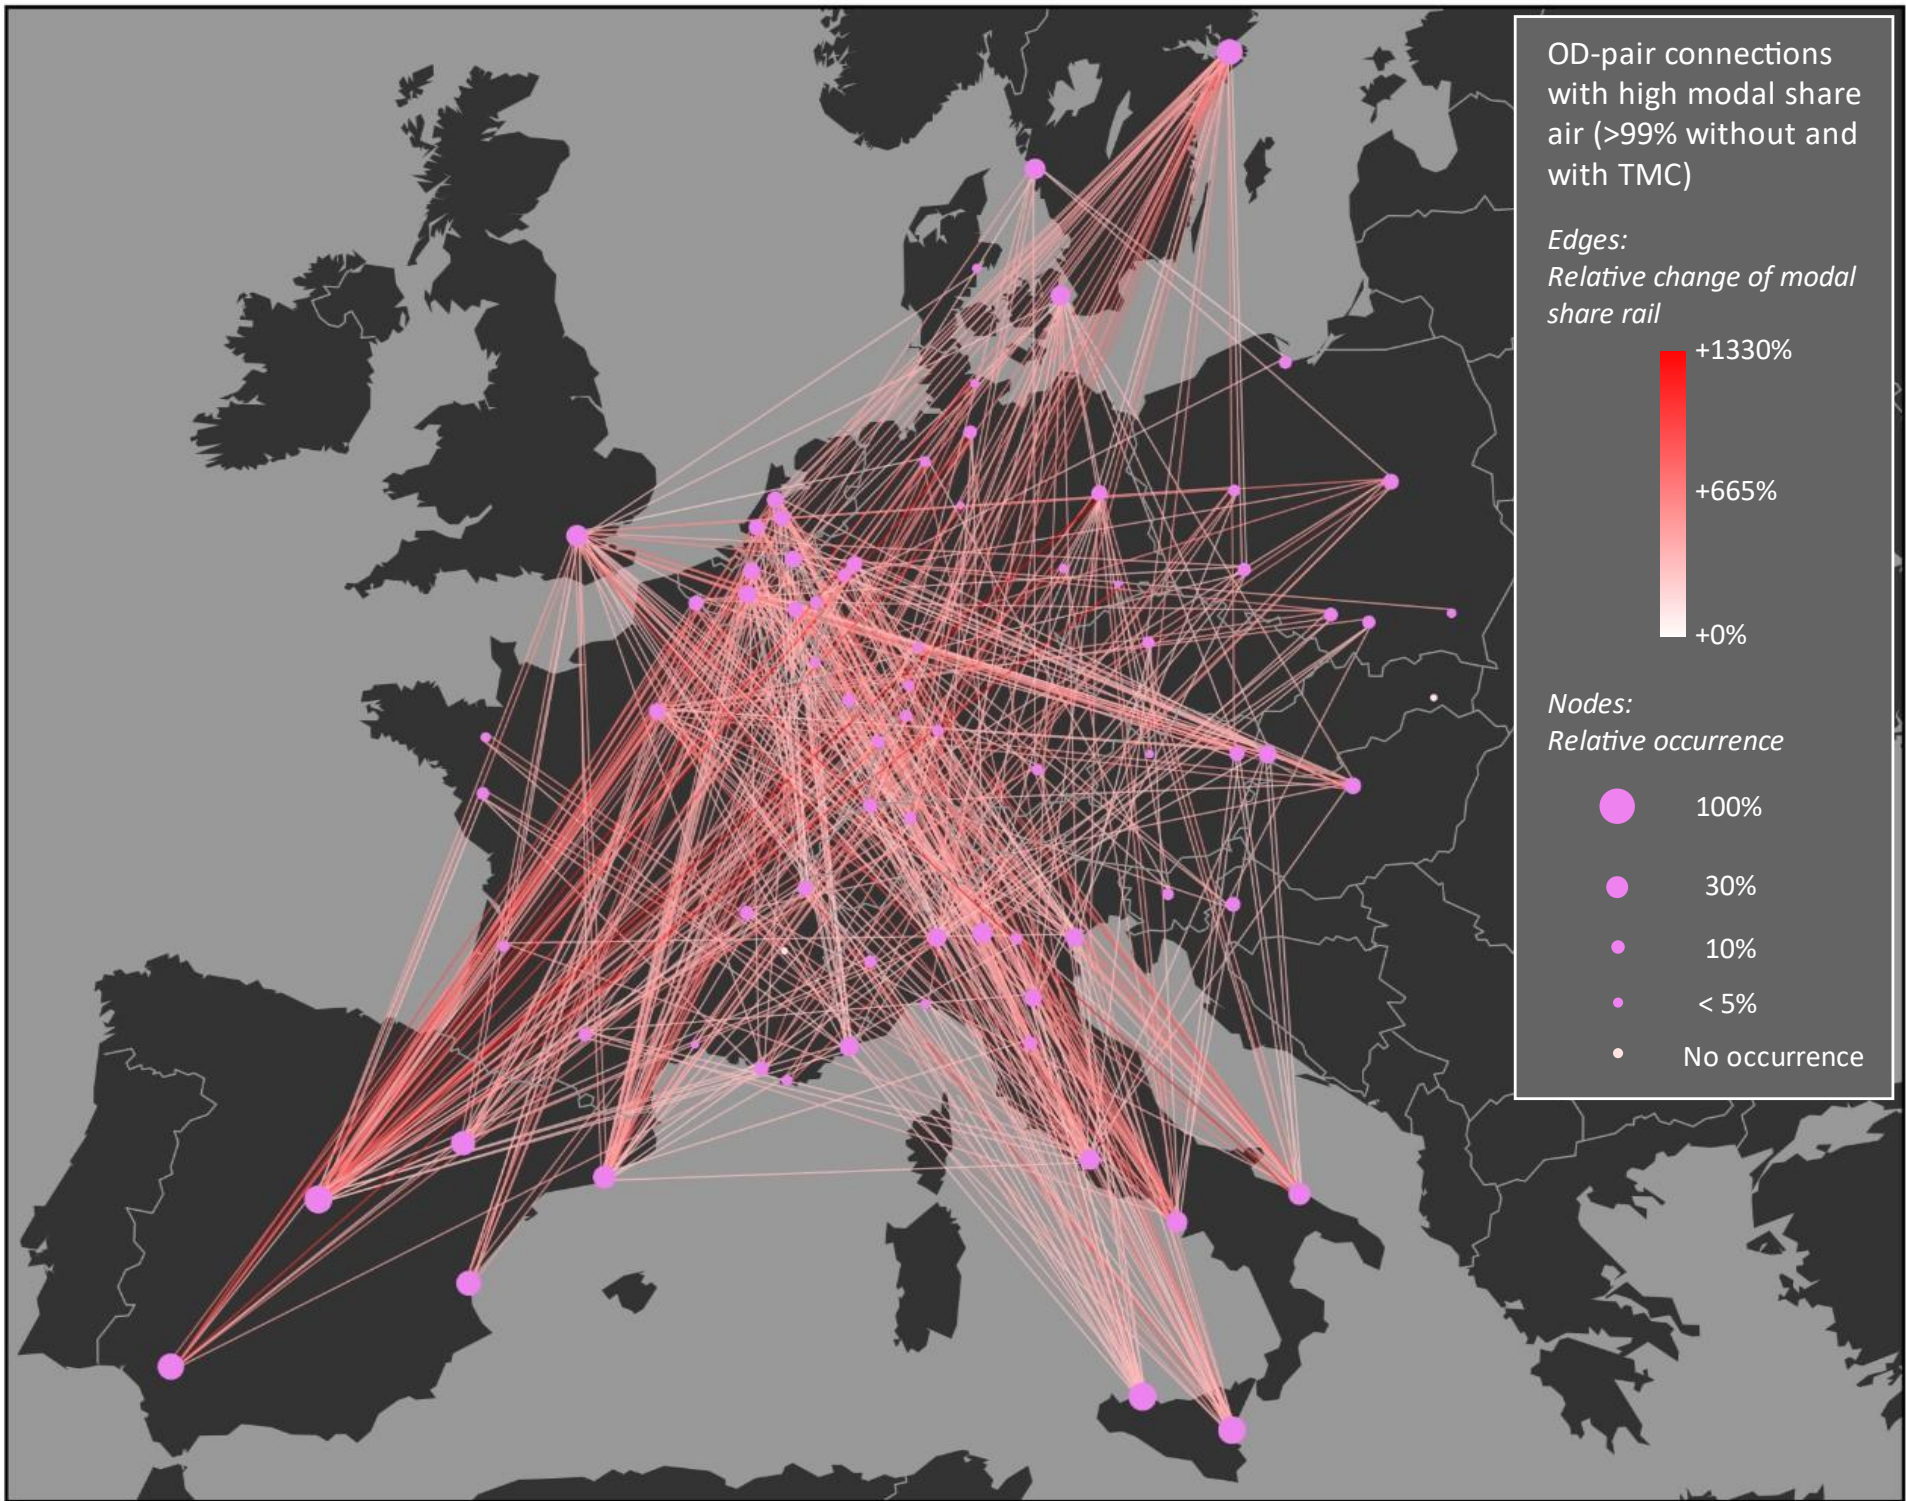 OD-pair connections
with high modal share
air (>99% without and
with TMC)
Edges:
Relative change of modal
share rail
+1330%
+665%
+0%
Nodes:
Relative occurrence
100%
30%
10%
< 5%
No occurrence